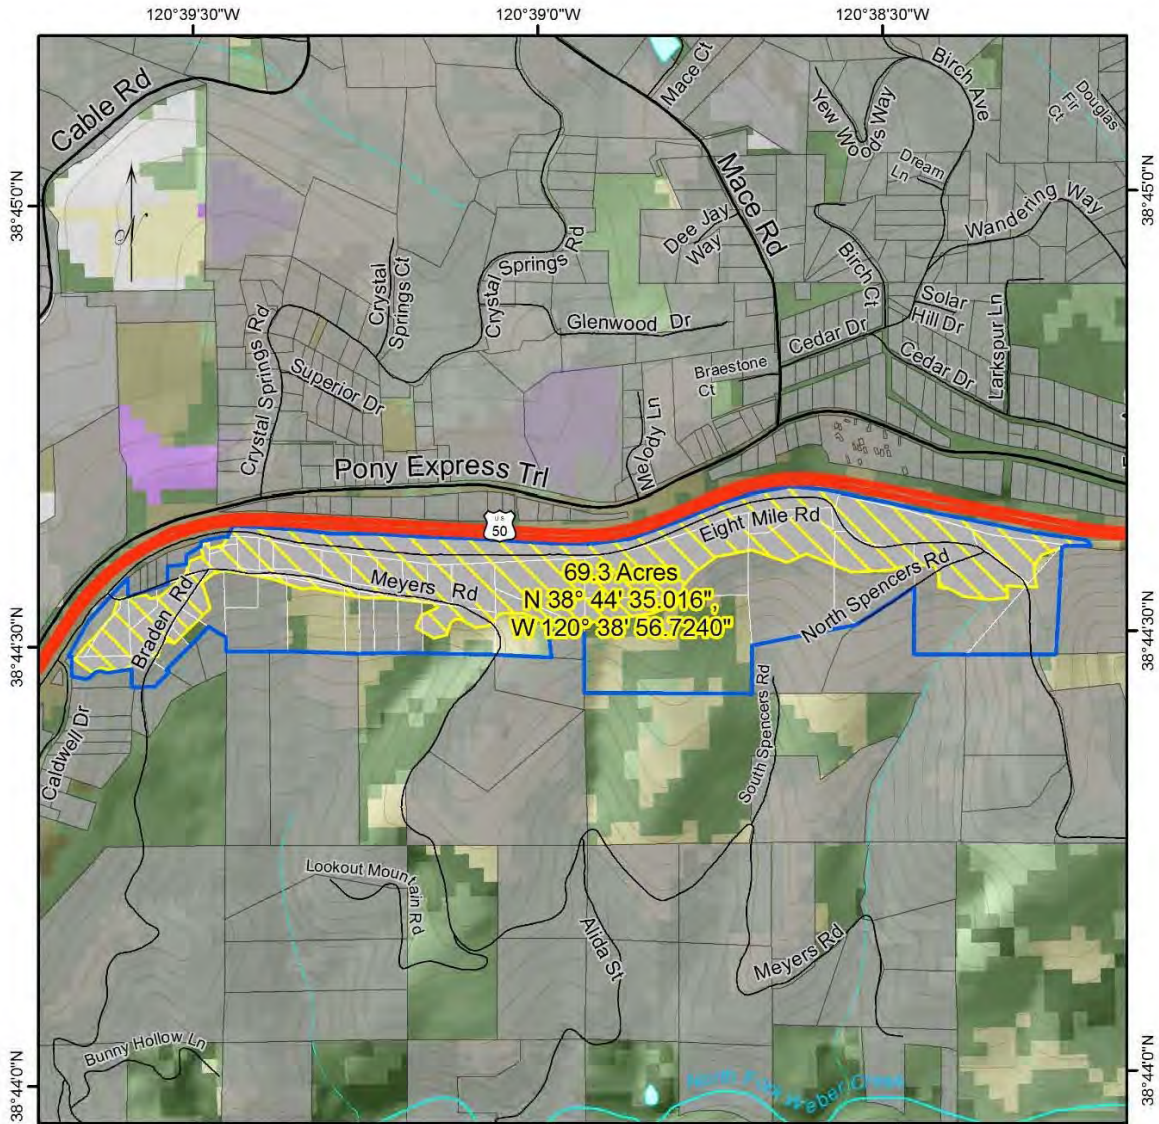 120°39'30"W
120°39'0"W
120°38'30"W
Cable Rd
Mace Ct
Birch Ave
Douglas
Fir
Ct
Yew Woods Way
Dream
Ln
Mace Rd
Wandering Way
38°45'0"N
38°45'0"N
Dee Jay
Way
Birch Ct
Crystal
Springs Ct
Crystal Springs Rd
Solar
Hill Dr
Larkspur Ln
Glenwood Dr
Cedar Dr
Cedar Dr
Crystal Springs Rd
Superior Dr
Braestone
Ct
Melody Ln
Pony Express Trl
US
50
Eight Mile Rd
Meyers Rd
69.3 Acres
N 38° 44' 35.016",
W 120° 38' 56.7240"
North Spencers Rd
Braden Rd
38°44'30"N
38°44'30"N
Caldwell Dr
South Spencers Rd
Lookout Mountain Rd
Alida St
Meyers Rd
Bunny Hollow Ln
38°44'0"N
38°44'0"N
North Fork Weber Creek